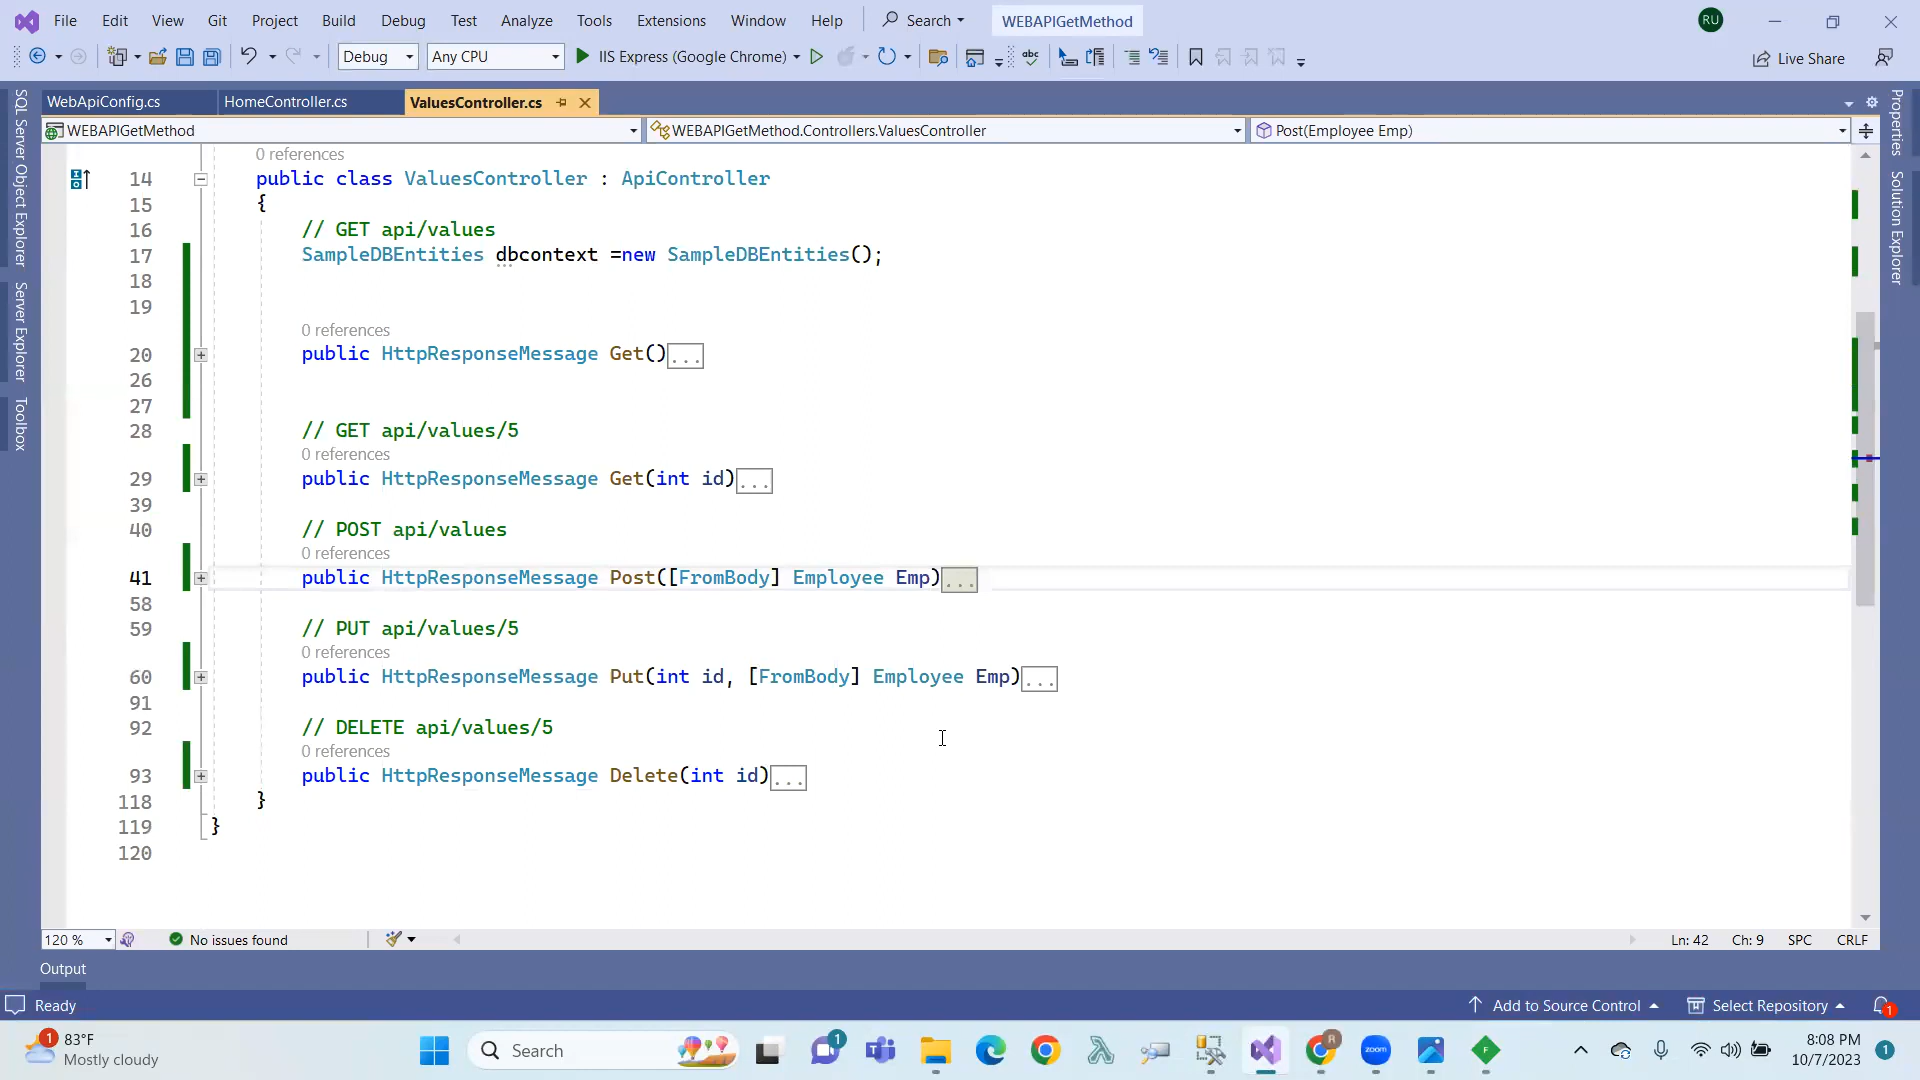 File Edit View Git Project Build Debug Test Analyze Tools Extensions Window Help Search WEBAPIGetMethod RU
Debug Any CPU IIS Express (Google Chrome) abc Live Share
WebApiConfig.cs HomeController.cs ValuesController.cs
WEBAPIGetMethod WEBAPIGetMethod.Controllers.ValuesController Post(Employee Emp)
SQL Server Object Explorer
Server Explorer
Toolbox
Properties
Solution Explorer
0 references
14 public class ValuesController : ApiController
15 {
16 // GET api/values
17 SampleDBEntities dbcontext =new SampleDBEntities();
18
19
0 references
20 public HttpResponseMessage Get()...
26
27
28 // GET api/values/5
0 references
29 public HttpResponseMessage Get(int id)...
39
40 // POST api/values
0 references
41 public HttpResponseMessage Post([FromBody] Employee Emp)...
58
59 // PUT api/values/5
0 references
60 public HttpResponseMessage Put(int id, [FromBody] Employee Emp)...
91
92 // DELETE api/values/5
0 references
93 public HttpResponseMessage Delete(int id)...
118 }
119 }
120
120 % No issues found Ln: 42 Ch: 9 SPC CRLF
Output
Ready Add to Source Control Select Repository 1
1 83°F
Mostly cloudy
Search 1 R zoom
8:08 PM
10/7/2023 1